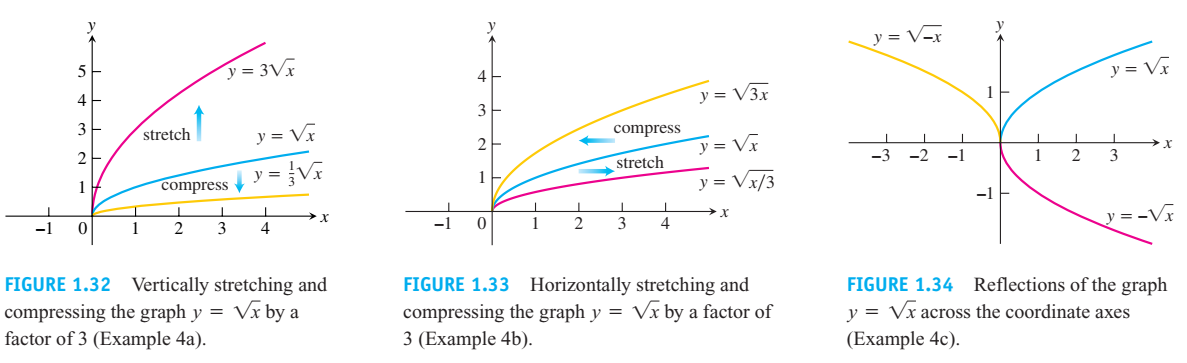 y
5
4
3
2
1
-1 0 1 2 3 4 x
y = 3√x
stretch
y = √x
compress
y = 1/3 √x
FIGURE 1.32 Vertically stretching and
compressing the graph y = √x by a
factor of 3 (Example 4a).
y
4
3
2
1
-1 0 1 2 3 4 x
y = √3x
compress
y = √x
stretch
y = √x/3
FIGURE 1.33 Horizontally stretching and
compressing the graph y = √x by a factor of
3 (Example 4b).
y
y = √−x
y = √x
1
-3 -2 -1 1 2 3 x
-1
y = −√x
FIGURE 1.34 Reflections of the graph
y = √x across the coordinate axes
(Example 4c).